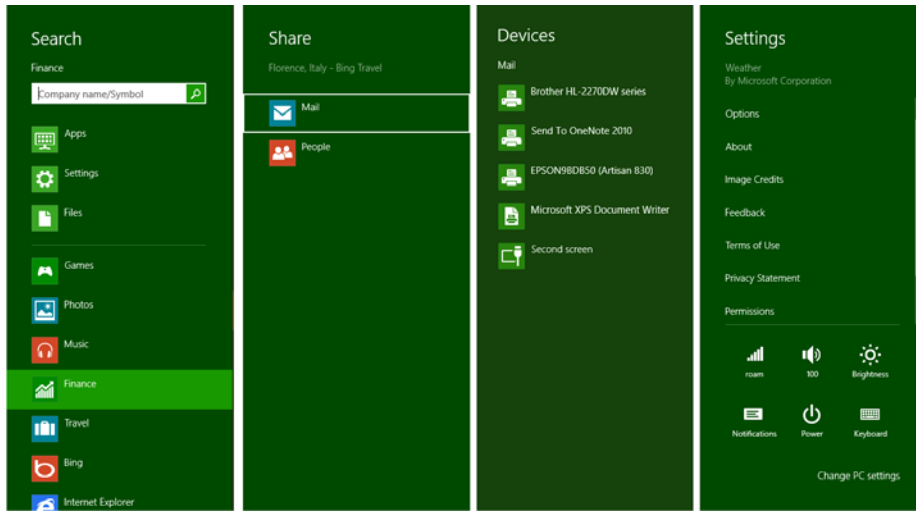 Search
Finance
Company name/Symbol
Apps
Settings
Files
Games
Photos
Music
Finance
Travel
Bing
Internet Explorer
Share
Florence, Italy - Bing Travel
Mail
People
Devices
Mail
Brother HL-2270DW series
Send To OneNote 2010
EPSON9BDB50 (Artisan 830)
Microsoft XPS Document Writer
Second screen
Settings
Weather
By Microsoft Corporation
Options
About
Image Credits
Feedback
Terms of Use
Privacy Statement
Permissions
roam 100 Brightness
Notifications Power Keyboard
Change PC settings